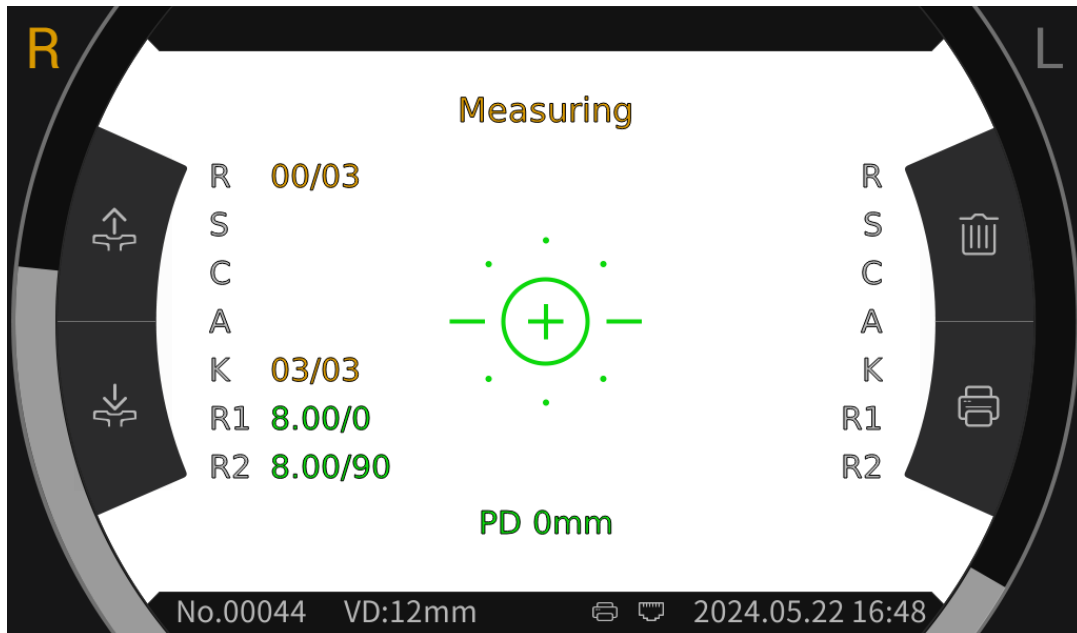 R L
Measuring
R 00/03 R
S S
C C
A A
K 03/03 K
R1 8.00/0 R1
R2 8.00/90 R2
PD 0mm
No.00044 VD:12mm 2024.05.22 16:48